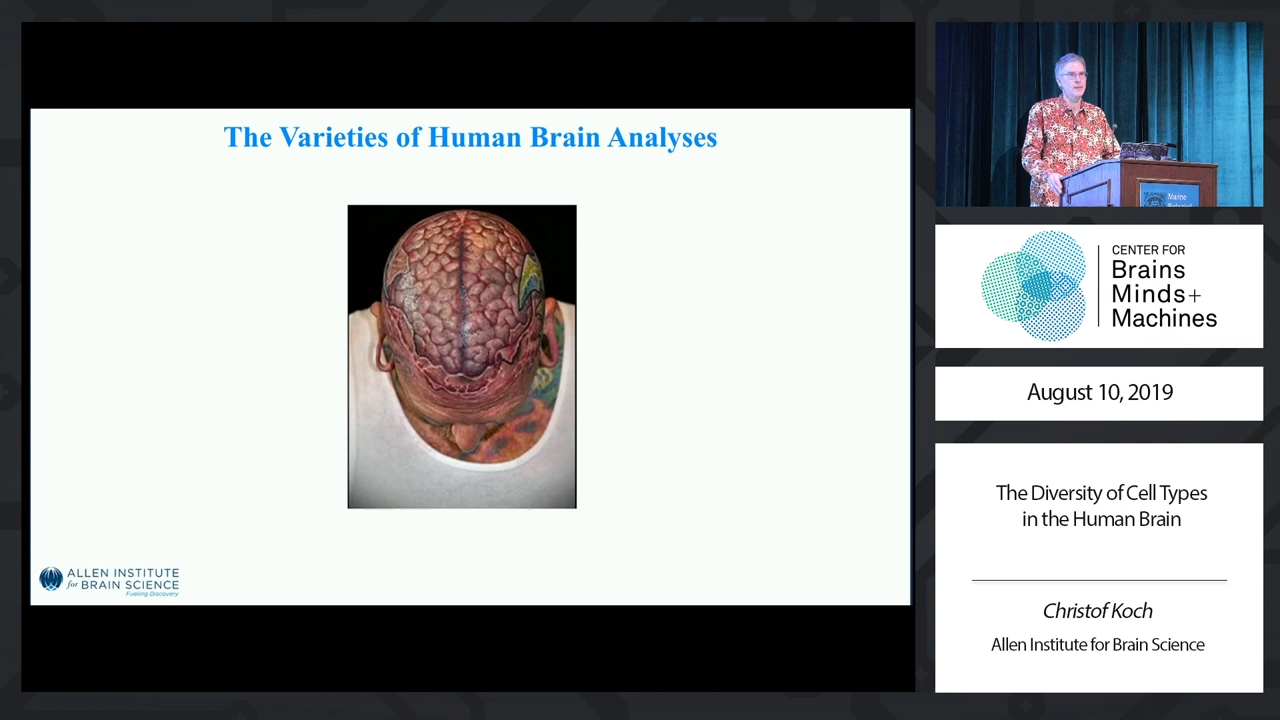 The Varieties of Human Brain Analyses
ALLEN INSTITUTE
for BRAIN SCIENCE
Fueling Discovery
Marine
CENTER FOR
Brains
Minds+
Machines
August 10, 2019
The Diversity of Cell Types
in the Human Brain
Christof Koch
Allen Institute for Brain Science